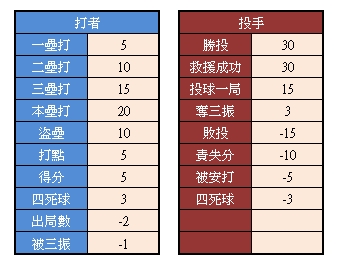 打者
一壘打 5
二壘打 10
三壘打 15
本壘打 20
盜壘 10
打點 5
得分 5
四死球 3
出局數 -2
被三振 -1
投手
勝投 30
救援成功 30
投球一局 15
奪三振 3
敗投 -15
責失分 -10
被安打 -5
四死球 -3